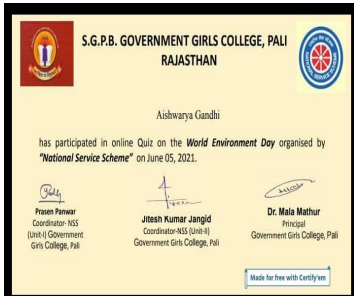 S.G.P.B. GOVERNMENT GIRLS COLLEGE, PALI
RAJASTHAN
Aishwarya Gandhi
has participated in online Quiz on the World Environment Day organised by
"National Service Scheme" on June 05, 2021.
Prasen Panwar
Coordinator- NSS
(Unit-I) Government
Girls College, Pali
Jitesh Kumar Jangid
Coordinator-NSS (Unit-II)
Government Girls College, Pali
Dr. Mala Mathur
Principal
Government Girls College, Pali
Made for free with Certify'em